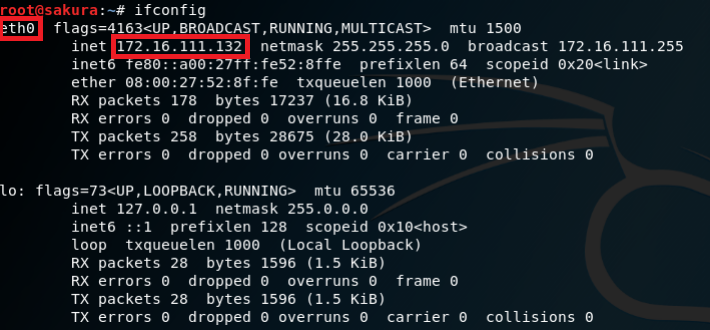 root@sakura:~# ifconfig
eth0 flags=4163<UP,BROADCAST,RUNNING,MULTICAST> mtu 1500
inet 172.16.111.132 netmask 255.255.255.0 broadcast 172.16.111.255
inet6 fe80::a00:27ff:fe52:8ffe prefixlen 64 scopeid 0x20<link>
ether 08:00:27:52:8f:fe txqueuelen 1000 (Ethernet)
RX packets 178 bytes 17237 (16.8 KiB)
RX errors 0 dropped 0 overruns 0 frame 0
TX packets 258 bytes 28675 (28.0 KiB)
TX errors 0 dropped 0 overruns 0 carrier 0 collisions 0
lo: flags=73<UP,LOOPBACK,RUNNING> mtu 65536
inet 127.0.0.1 netmask 255.0.0.0
inet6 ::1 prefixlen 128 scopeid 0x10<host>
loop txqueuelen 1000 (Local Loopback)
RX packets 28 bytes 1596 (1.5 KiB)
RX errors 0 dropped 0 overruns 0 frame 0
TX packets 28 bytes 1596 (1.5 KiB)
TX errors 0 dropped 0 overruns 0 carrier 0 collisions 0